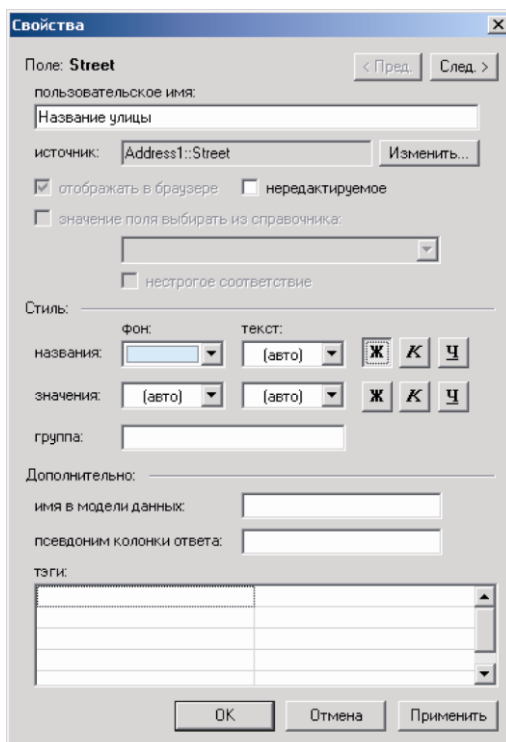 Свойства
Поле: Street < Пред. След. >
пользовательское имя:
Название улицы
источник: Address1::Street Изменить...
отображать в браузере нередактируемое
значение поля выбирать из справочника:
нестрогое соответствие
Стиль:
фон: текст:
названия: (авто) Ж К Ч
значения: (авто) (авто) Ж К Ч
группа:
Дополнительно:
имя в модели данных:
псевдоним колонки ответа:
тэги:
OK Отмена Применить